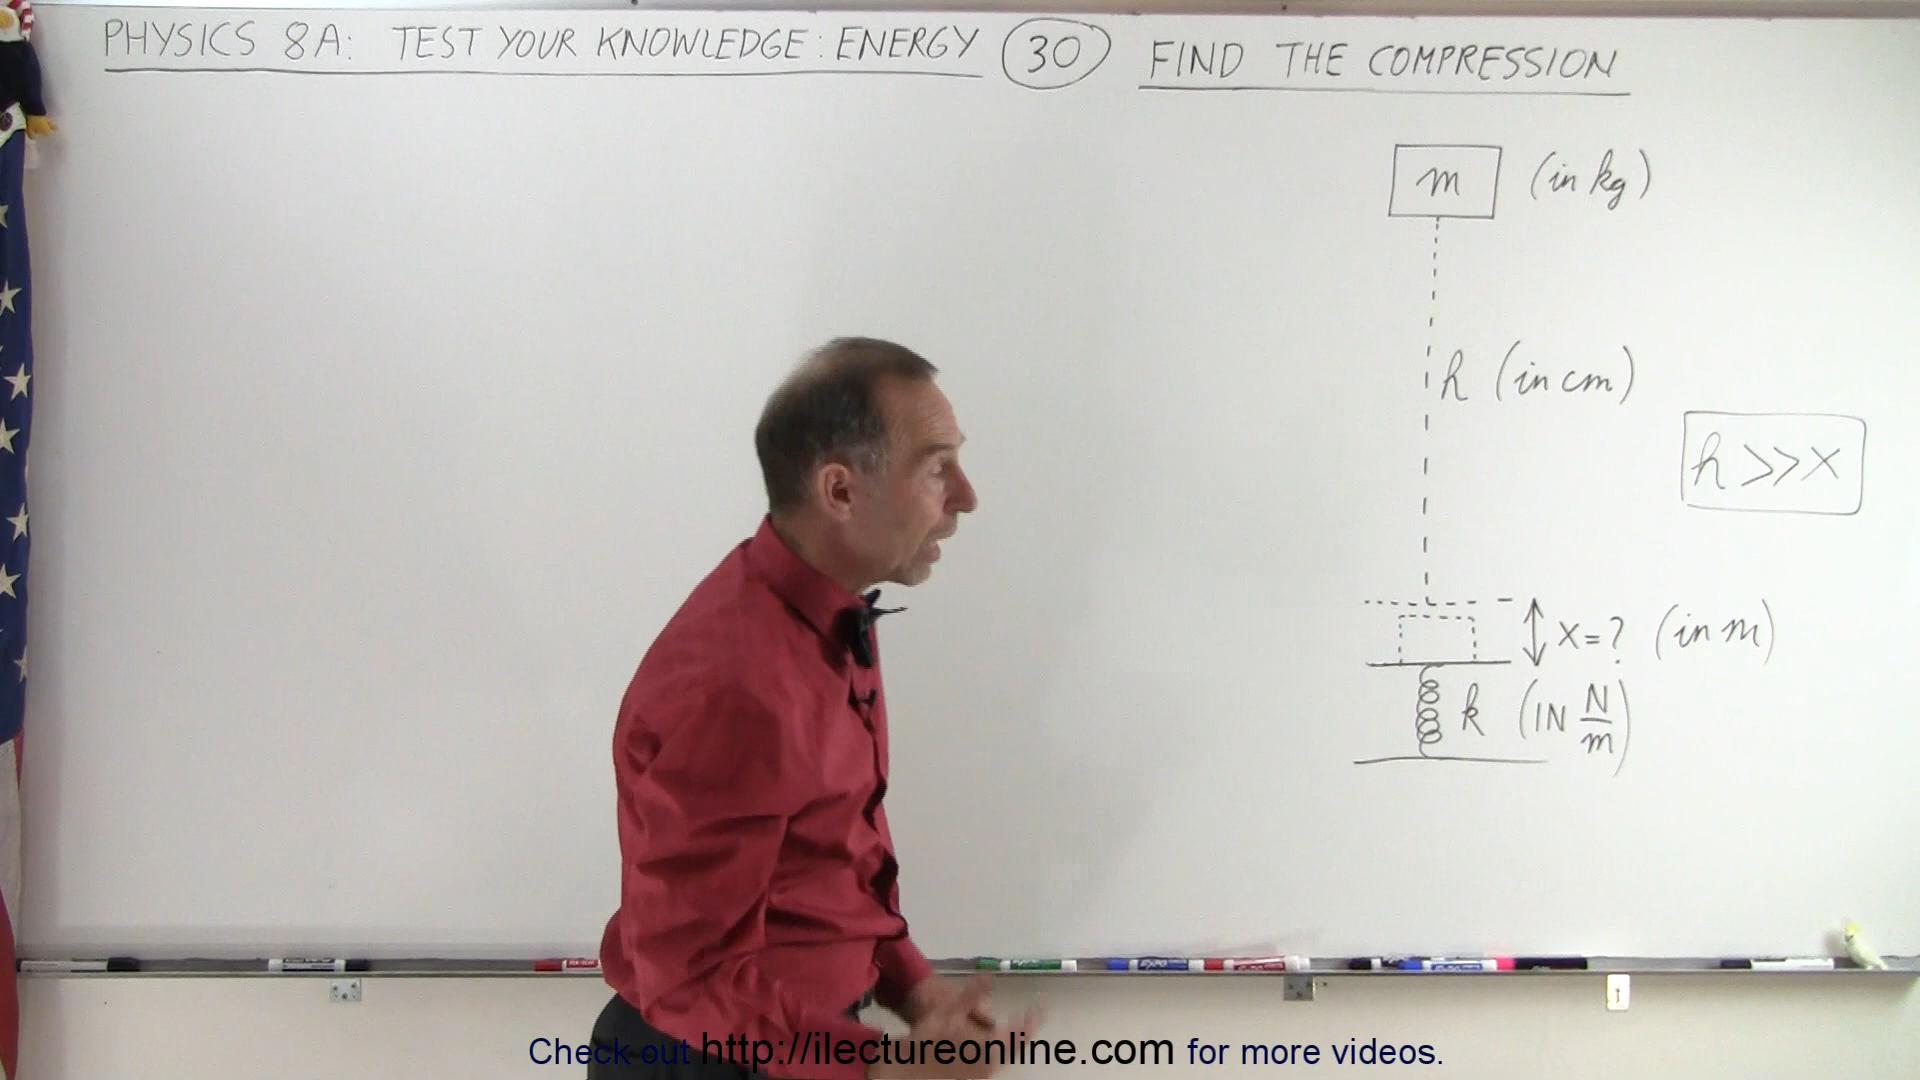 PHYSICS 8A: TEST YOUR KNOWLEDGE: ENERGY 30 FIND THE COMPRESSION
m (in kg)
h (in cm)
h >> x
x = ? (in m)
k (IN N/m)
Check out http://ilectureonline.com for more videos.